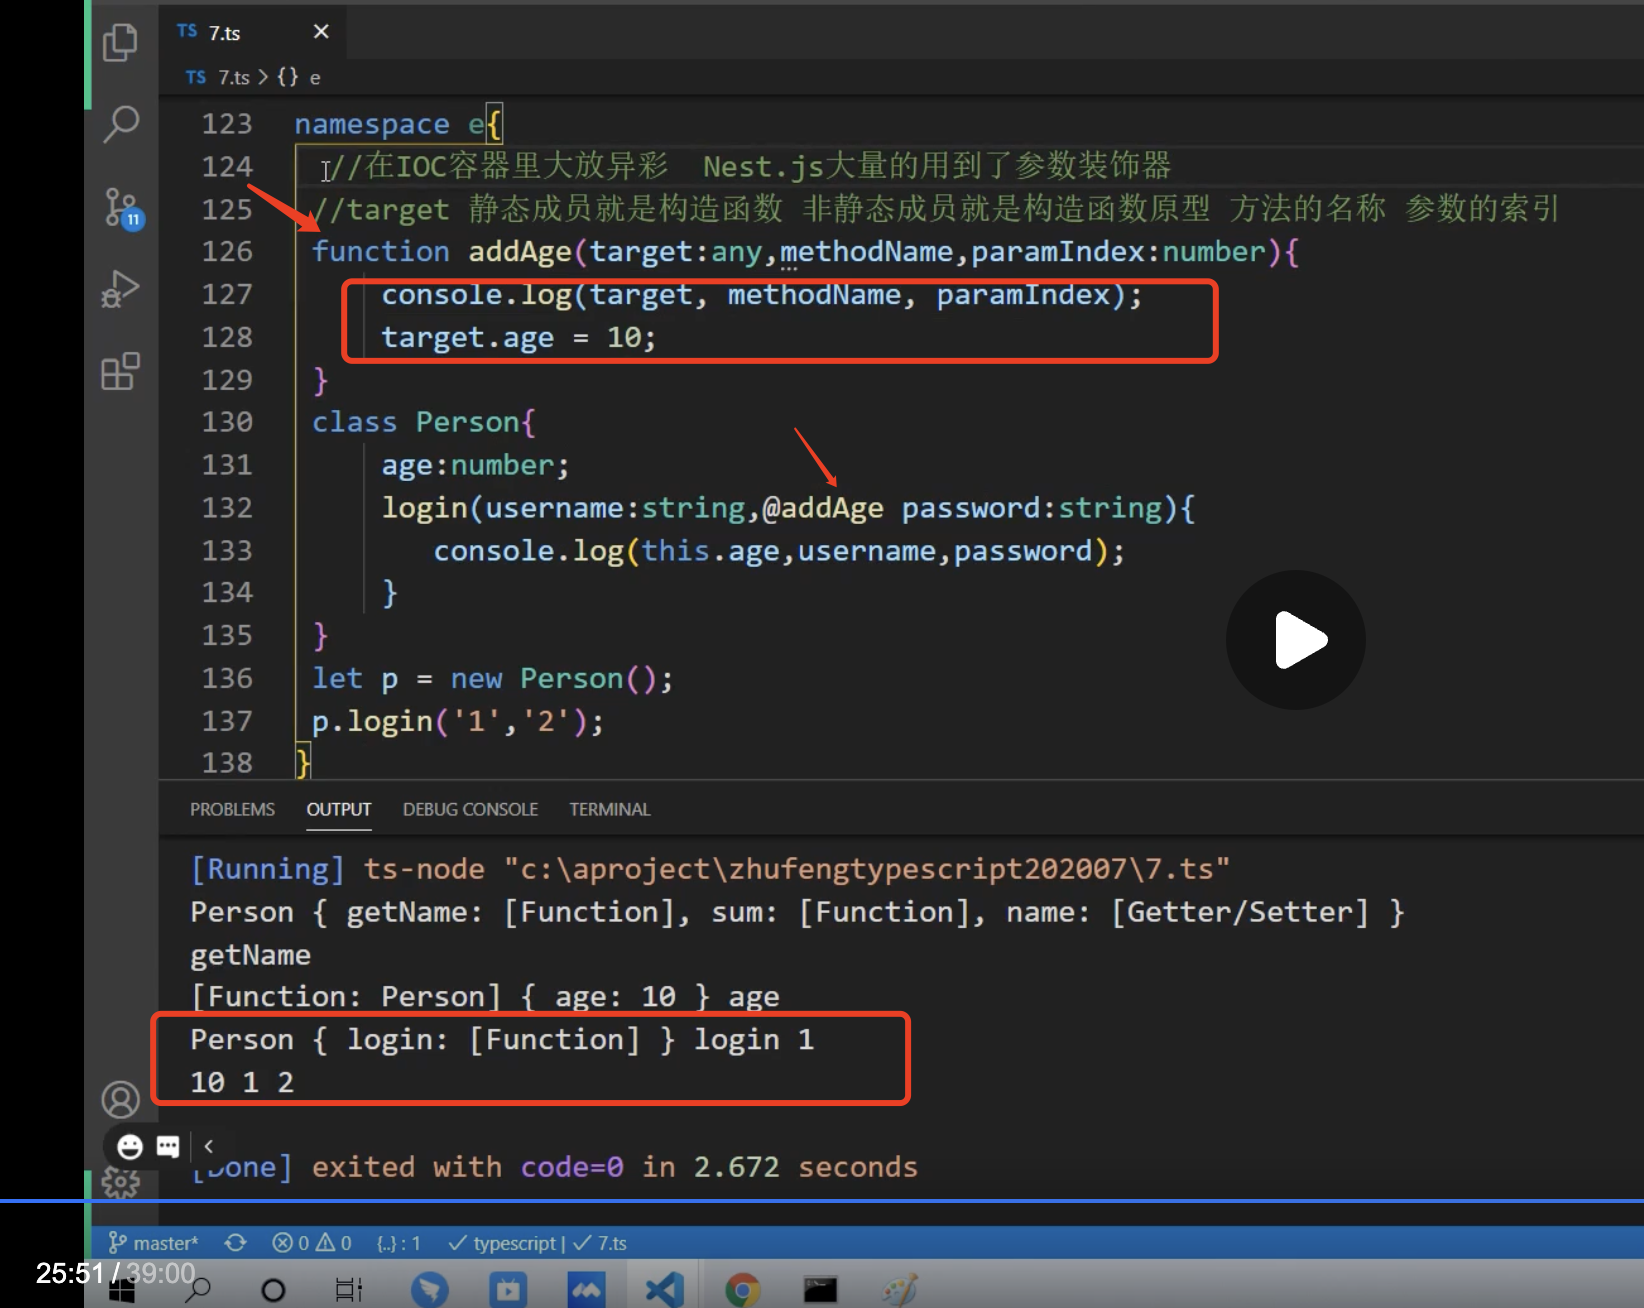 TS 7.ts
TS 7.ts > {} e
123 namespace e{
124 //在IOC容器里大放异彩 Nest.js大量的用到了参数装饰器
125 //target 静态成员就是构造函数 非静态成员就是构造函数原型 方法的名称 参数的索引
126 function addAge(target:any,methodName,paramIndex:number){
127 console.log(target, methodName, paramIndex);
128 target.age = 10;
129 }
130 class Person{
131 age:number;
132 login(username:string,@addAge password:string){
133 console.log(this.age,username,password);
134 }
135 }
136 let p = new Person();
137 p.login('1','2');
138 }
11
PROBLEMS OUTPUT DEBUG CONSOLE TERMINAL
[Running] ts-node "c:\aproject\zhufengtypescript202007\7.ts"
Person { getName: [Function], sum: [Function], name: [Getter/Setter] }
getName
[Function: Person] { age: 10 } age
Person { login: [Function] } login 1
10 1 2
[Done] exited with code=0 in 2.672 seconds
master* 0 0 {..} : 1 typescript | 7.ts
25:51 / 39:00